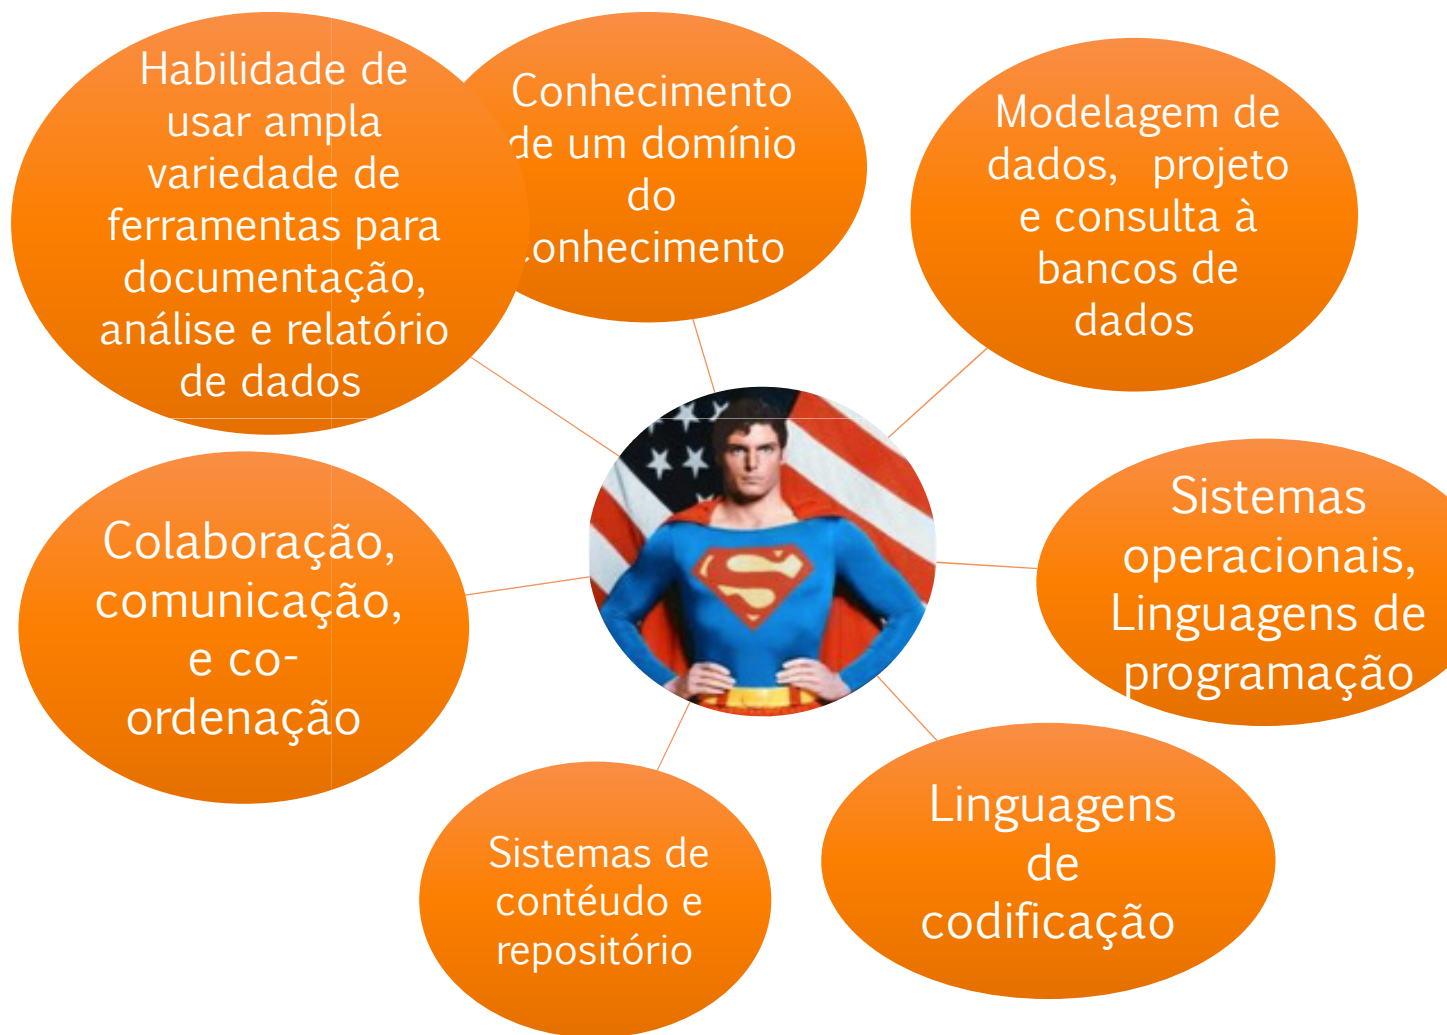 Habilidade de
usar ampla
variedade de
ferramentas para
documentação,
análise e relatório
de dados
Conhecimento
de um domínio
do
conhecimento
Modelagem de
dados, projeto
e consulta à
bancos de
dados
Sistemas
operacionais,
Linguagens de
programação
Linguagens
de
codificação
Sistemas de
contéudo e
repositório
Colaboração,
comunicação,
e co-
ordenação